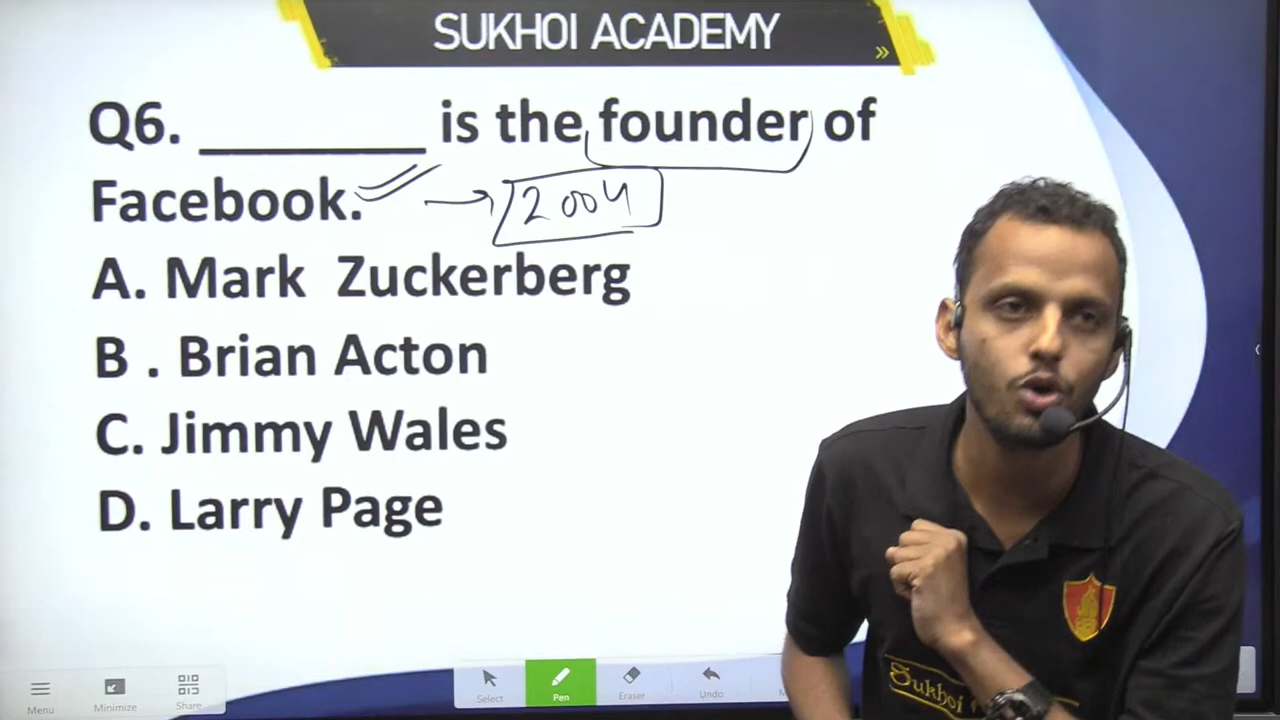 SUKHOI ACADEMY
»
Q6. ________ is the founder of
Facebook. → 2004
A. Mark Zuckerberg
B . Brian Acton
C. Jimmy Wales
D. Larry Page
Menu
Minimize
Share
Select
Pen
Eraser
Undo
Sukhoi